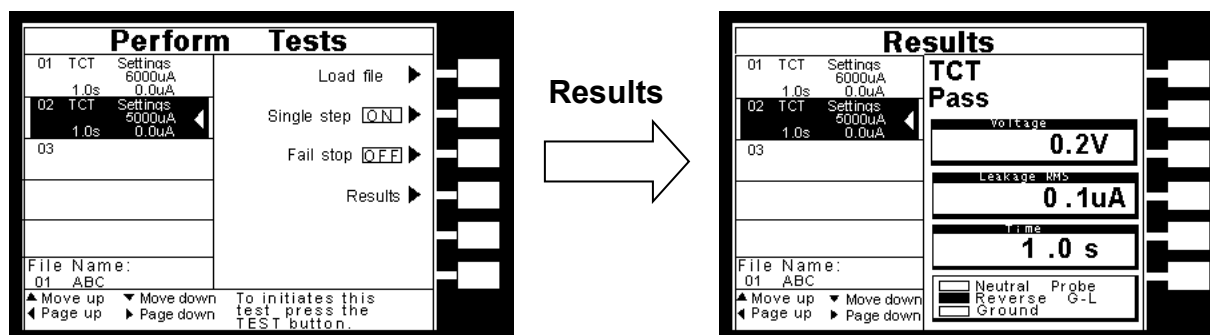 Perform Tests
01 TCT Settings
6000uA
1.0s 0.0uA
02 TCT Settings
5000uA
1.0s 0.0uA
03
Load file
Single step ON
Fail stop OFF
Results
File Name:
01 ABC
Move up Move down
Page up Page down
To initiates this
test press the
TEST button.
Results
Results
01 TCT Settings
6000uA
1.0s 0.0uA
02 TCT Settings
5000uA
1.0s 0.0uA
03
TCT
Pass
Voltage
0.2V
Leakage RMS
0.1uA
Time
1.0 s
File Name:
01 ABC
Move up Move down
Page up Page down
Neutral Probe
Reverse G-L
Ground